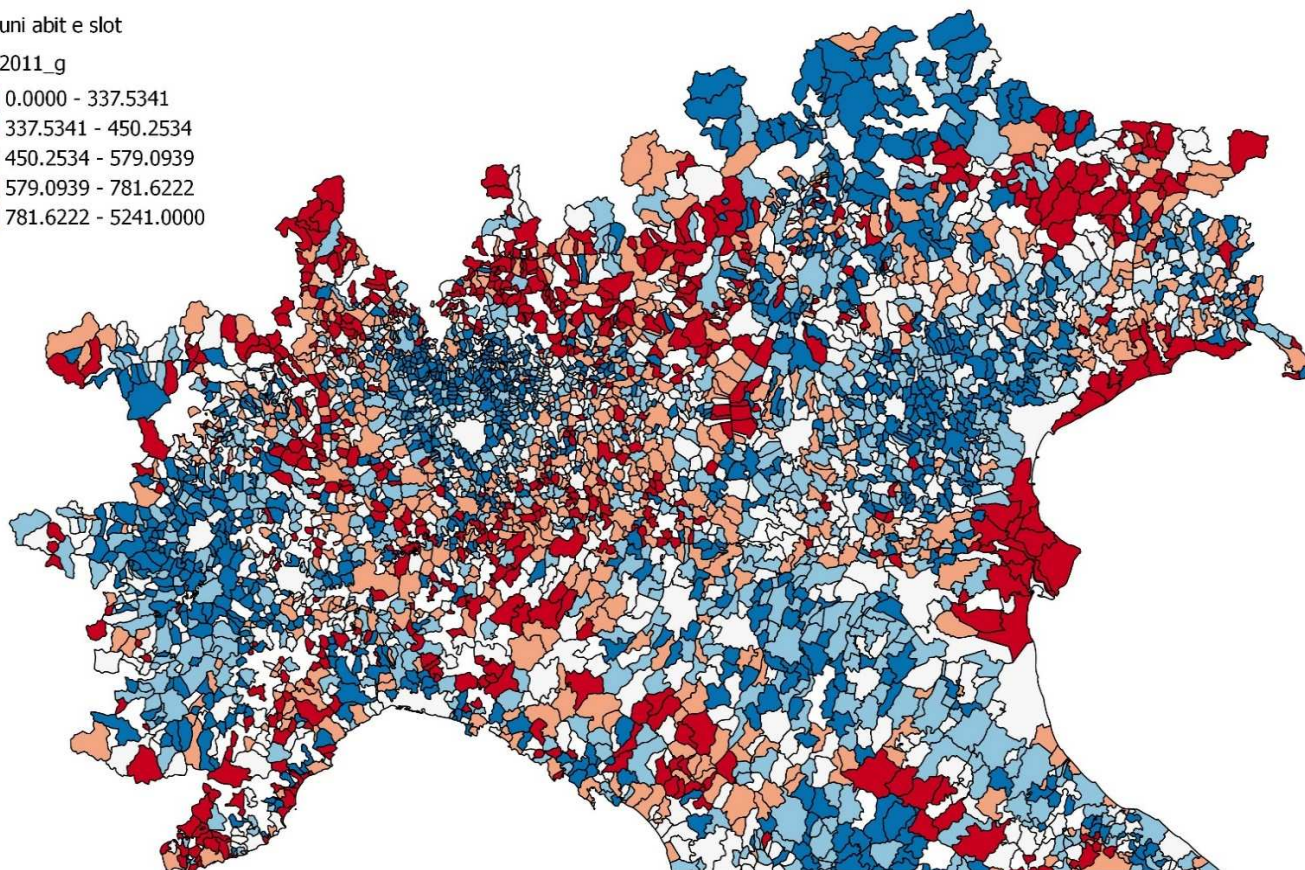 uni abit e slot
2011_g
0.0000 - 337.5341
337.5341 - 450.2534
450.2534 - 579.0939
579.0939 - 781.6222
781.6222 - 5241.0000